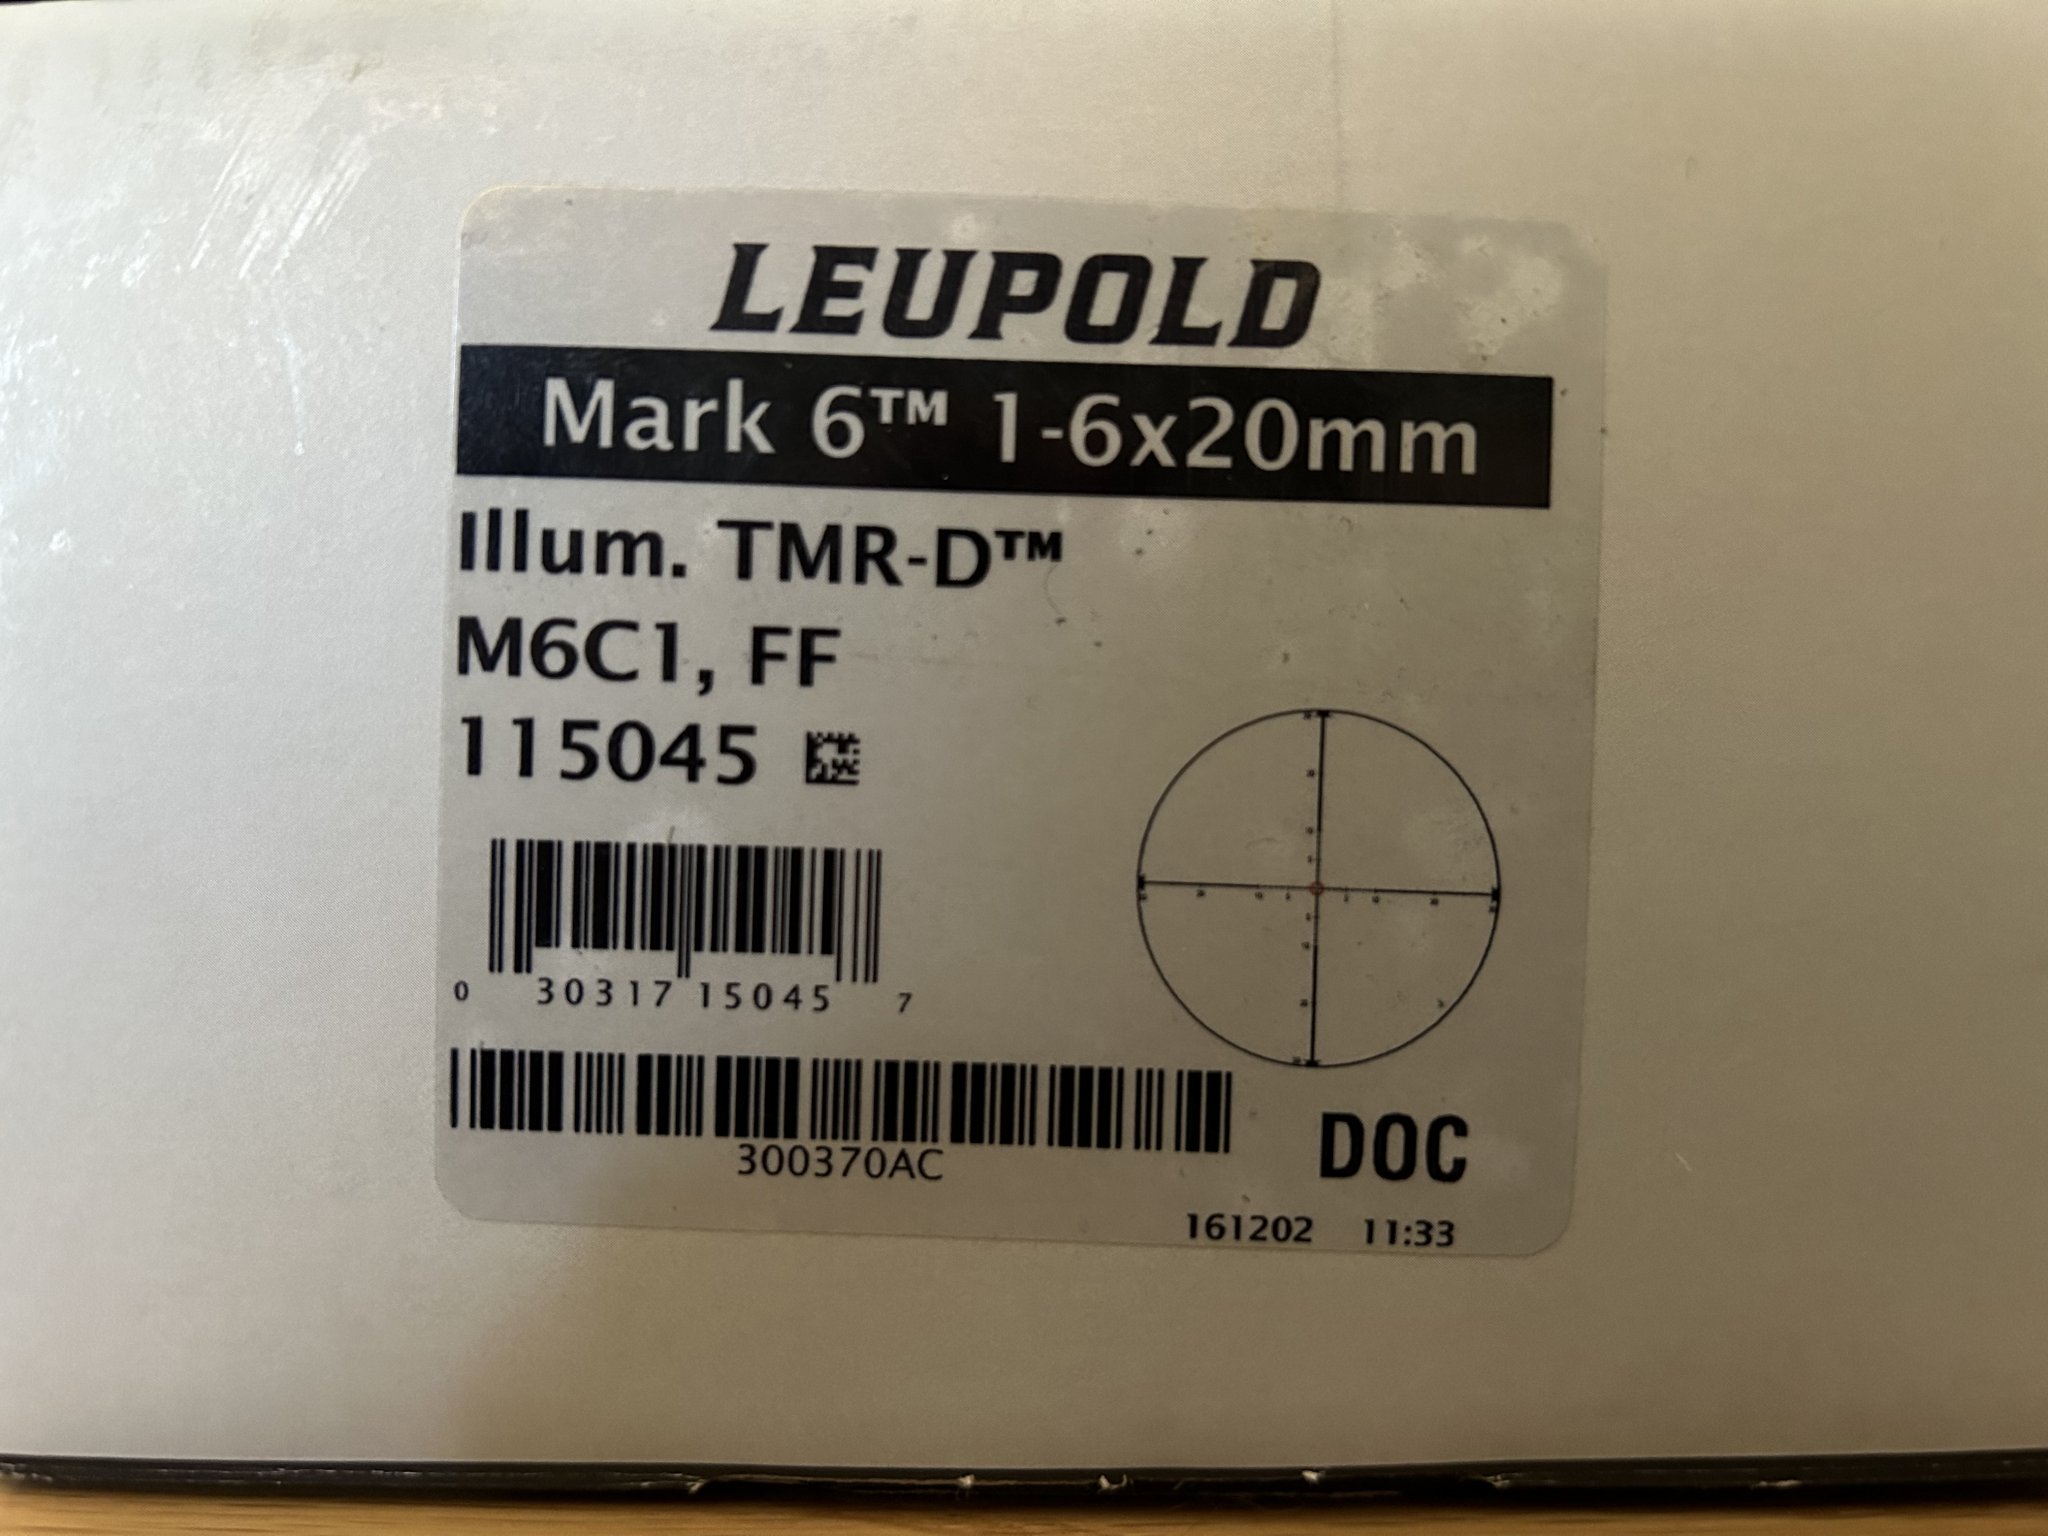 LEUPOLD
Mark 6™ 1-6x20mm
Illum. TMR-D™
M6C1, FF
115045
0 30317 15045 7
300370AC
DOC
161202 11:33